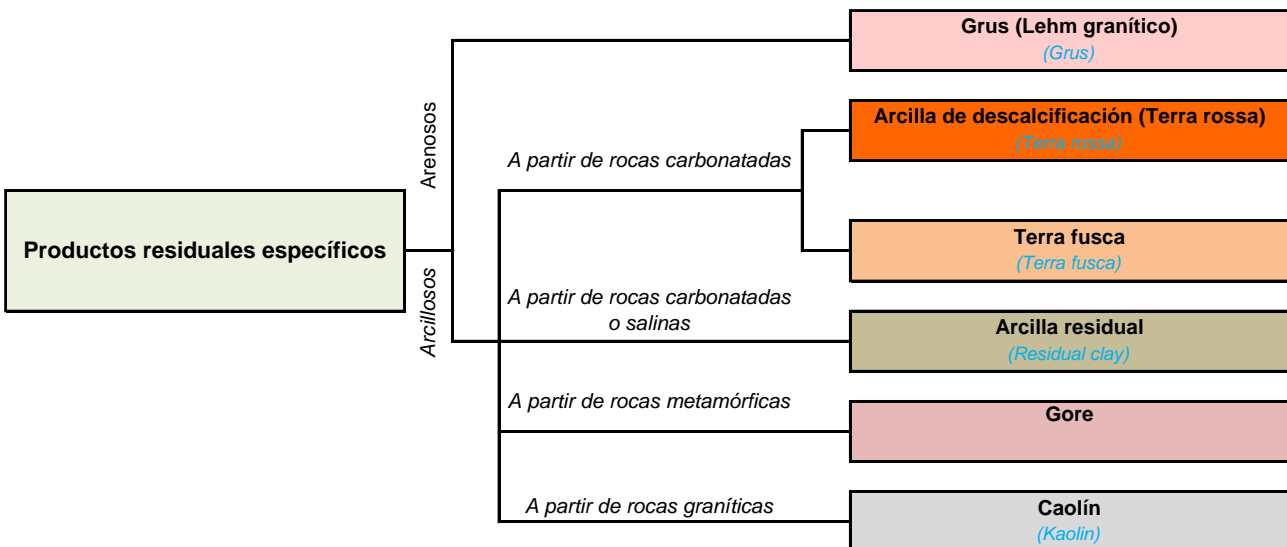 Grus (Lehm granítico)
(Grus)
Arenosos
Arcilla de descalcificación (Terra rossa)
(Terra rossa)
A partir de rocas carbonatadas
Productos residuales específicos
Terra fusca
(Terra fusca)
Arcillosos
A partir de rocas carbonatadas
o salinas
Arcilla residual
(Residual clay)
A partir de rocas metamórficas
Gore
A partir de rocas graníticas
Caolín
(Kaolin)